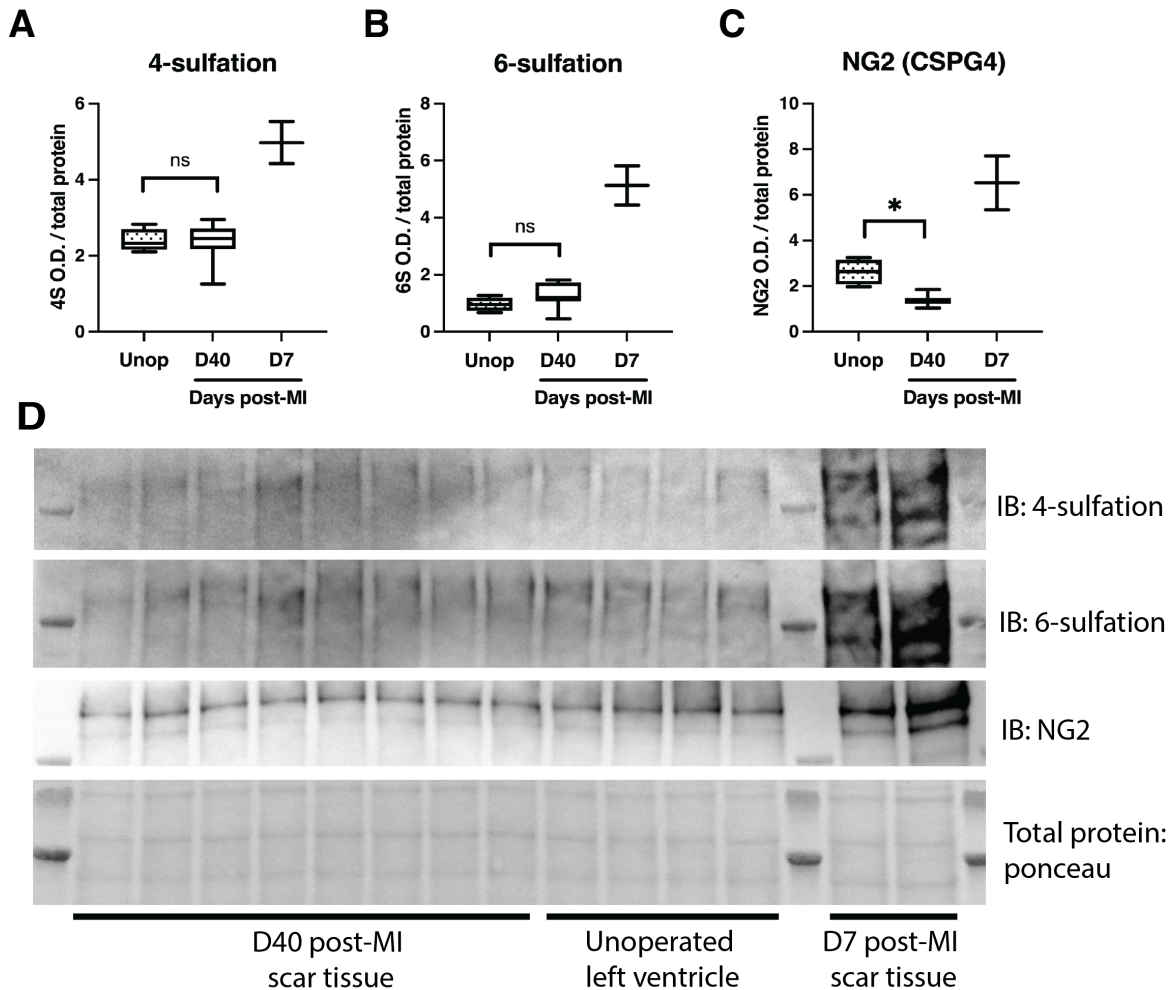 A
B
C
4-sulfation
6-sulfation
NG2 (CSPG4)
4S O.D. / total protein
6
4
2
0
ns
Unop
D40
D7
Days post-MI
6S O.D. / total protein
8
6
4
2
0
ns
Unop
D40
D7
Days post-MI
NG2 O.D. / total protein
10
8
6
4
2
0
*
Unop
D40
D7
Days post-MI
D
IB: 4-sulfation
IB: 6-sulfation
IB: NG2
Total protein:
ponceau
D40 post-MI
scar tissue
Unoperated
left ventricle
D7 post-MI
scar tissue